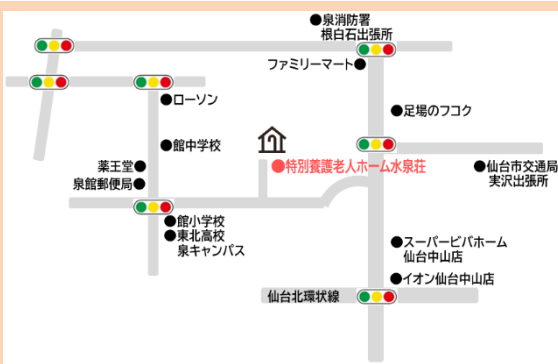 ●泉消防署
根白石出張所
ファミリーマート●
●ローソン
●足場のフコク
●館中学校
薬王堂●
●特別養護老人ホーム水泉荘
●仙台市交通局
実沢出張所
泉館郵便局●
●館小学校
●東北高校
泉キャンパス
●スーパービバホーム
仙台中山店
●イオン仙台中山店
仙台北環状線